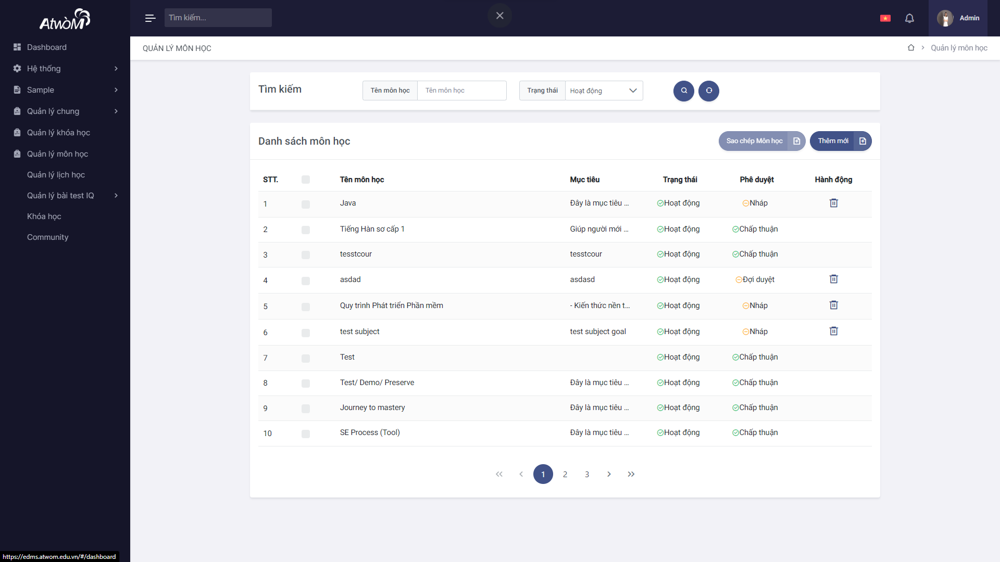 AtwòM
Tìm kiếm...
Admin
Dashboard
Hệ thống
Sample
Quản lý chung
Quản lý khóa học
Quản lý môn học
Quản lý lịch học
Quản lý bài test IQ
Khóa học
Community
QUẢN LÝ MÔN HỌC
Quản lý môn học
Tìm kiếm
Tên môn học Tên môn học
Trạng thái Hoạt động
Danh sách môn học
Sao chép Môn học
Thêm mới
STT. Tên môn học Mục tiêu Trạng thái Phê duyệt Hành động
1 Java Đây là mục tiêu ... Hoạt động Nháp
2 Tiếng Hàn sơ cấp 1 Giúp người mới ... Hoạt động Chấp thuận
3 tesstcour tesstcour Hoạt động Chấp thuận
4 asdad asdasd Hoạt động Đợi duyệt
5 Quy trình Phát triển Phần mềm - Kiến thức nền t... Hoạt động Nháp
6 test subject test subject goal Hoạt động Nháp
7 Test Hoạt động Chấp thuận
8 Test/ Demo/ Preserve Đây là mục tiêu ... Hoạt động Chấp thuận
9 Journey to mastery Đây là mục tiêu ... Hoạt động Chấp thuận
10 SE Process (Tool) Đây là mục tiêu ... Hoạt động Chấp thuận
1 2 3
https://edms.atwom.edu.vn/#/dashboard